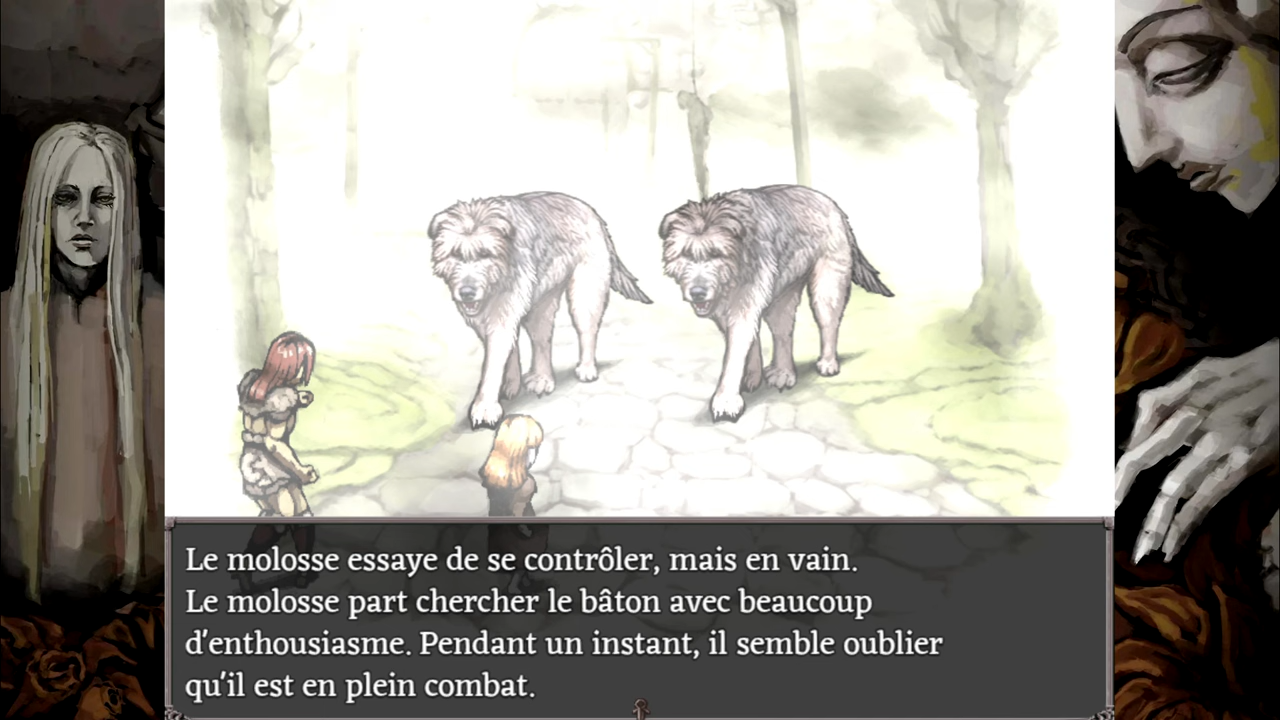 Le molosse essaye de se contrôler, mais en vain.
Le molosse part chercher le bâton avec beaucoup
d'enthousiasme. Pendant un instant, il semble oublier
qu'il est en plein combat.